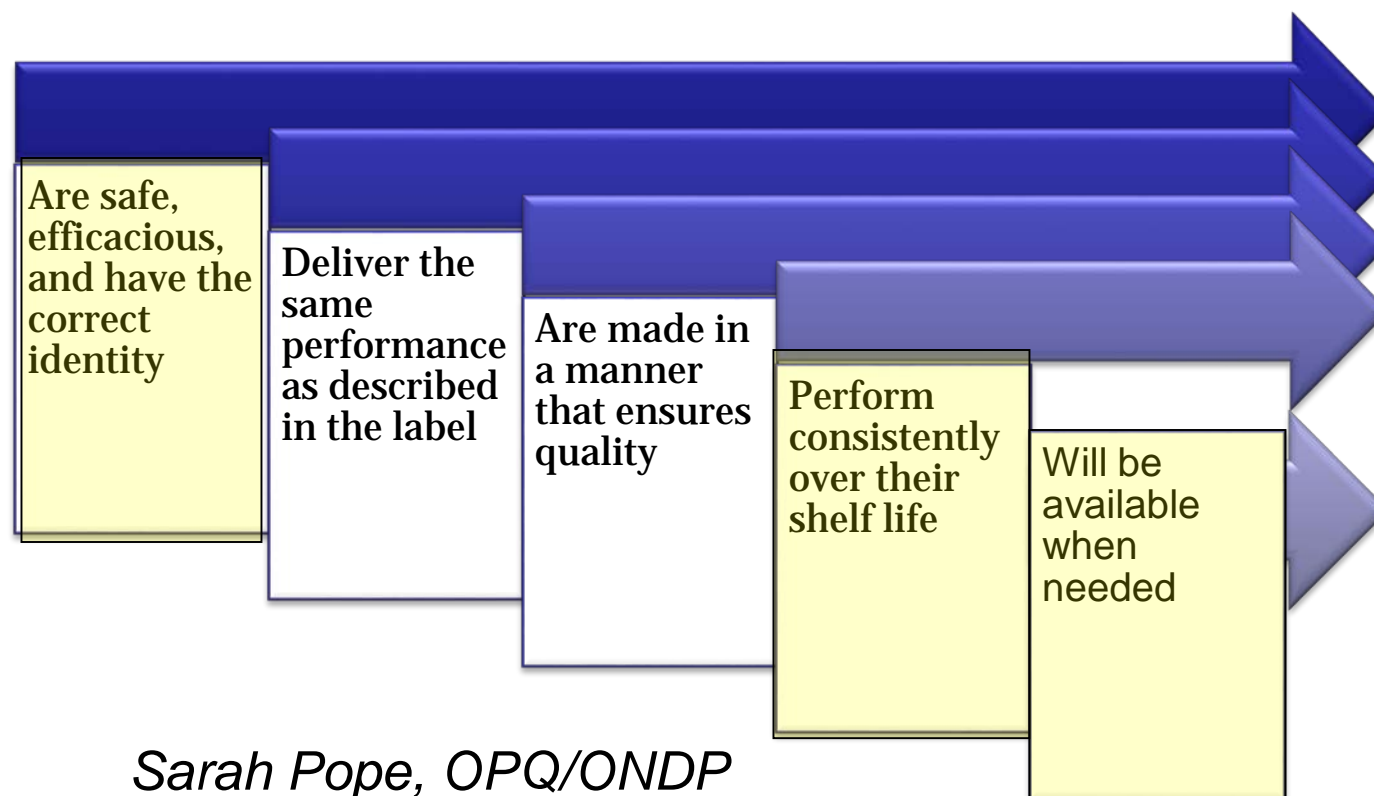 Are safe,
efficacious,
and have the
correct
identity
Deliver the
same
performance
as described
in the label
Are made in
a manner
that ensures
quality
Perform
consistently
over their
shelf life
Will be
available
when
needed
Sarah Pope, OPQ/ONDP